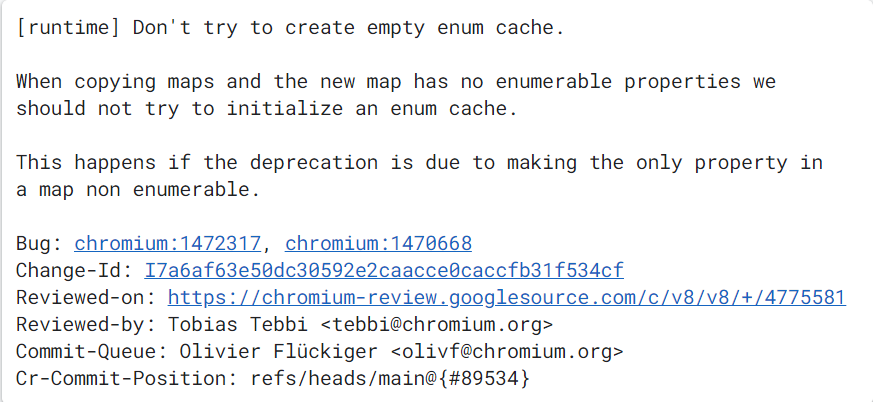 [runtime] Don't try to create empty enum cache.
When copying maps and the new map has no enumerable properties we
should not try to initialize an enum cache.
This happens if the deprecation is due to making the only property in
a map non enumerable.
Bug: chromium:1472317, chromium:1470668
Change-Id: I7a6af63e50dc30592e2caacce0caccfb31f534cf
Reviewed-on: https://chromium-review.googlesource.com/c/v8/v8/+/4775581
Reviewed-by: Tobias Tebbi <tebbi@chromium.org>
Commit-Queue: Olivier Flückiger <olivf@chromium.org>
Cr-Commit-Position: refs/heads/main@{#89534}